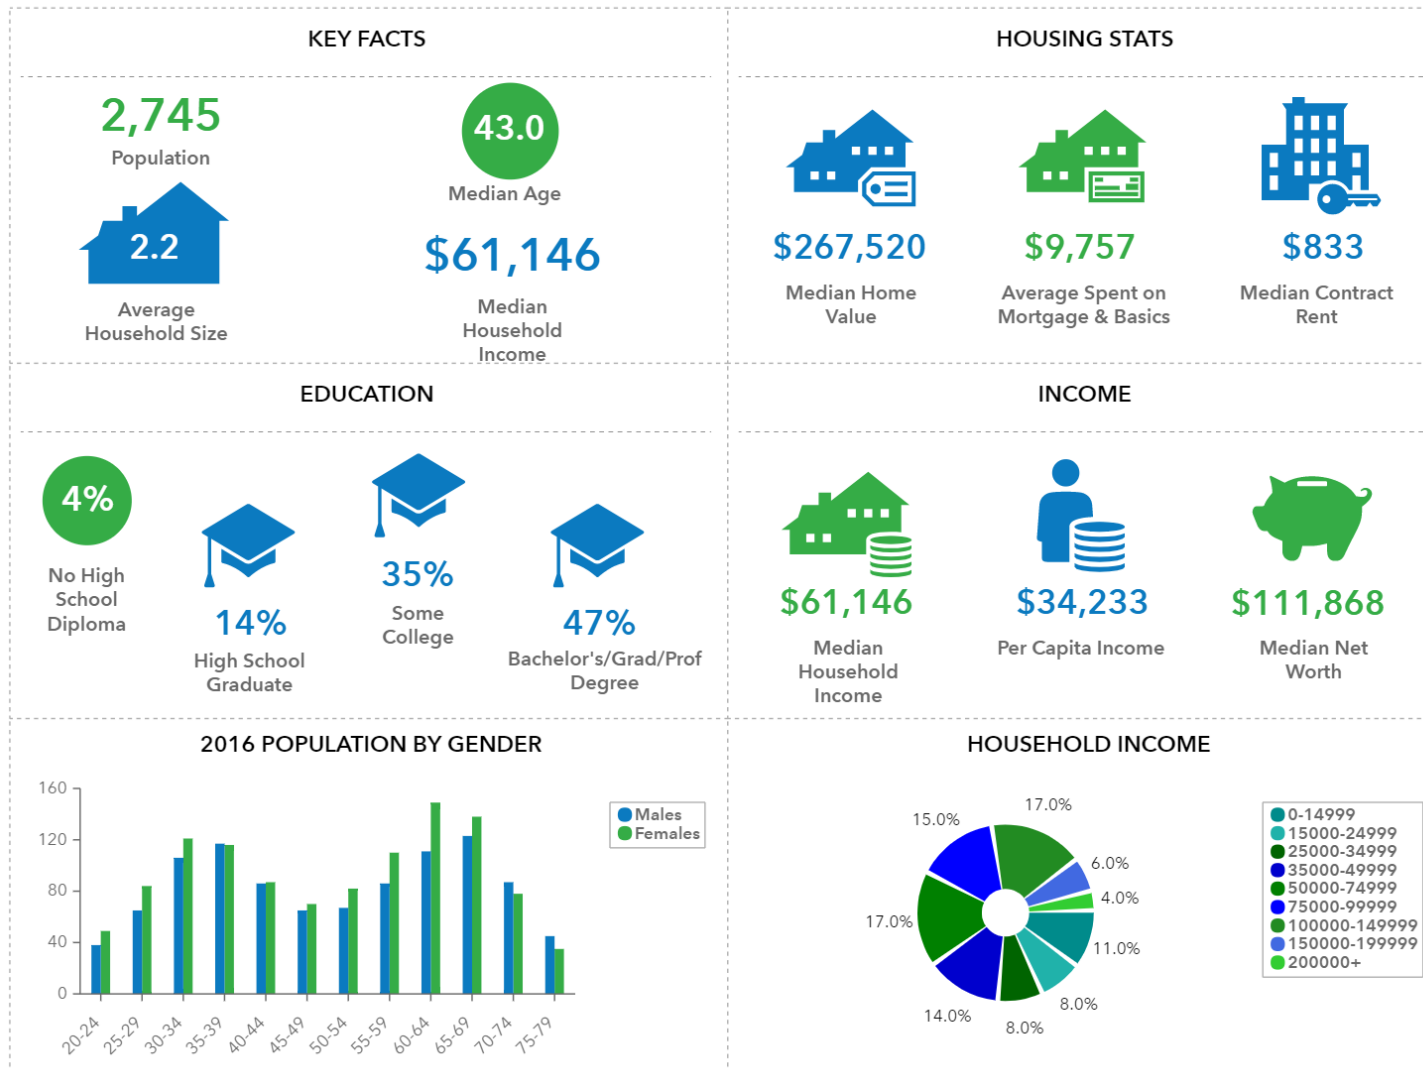 KEY FACTS
2,745
Population
43.0
Median Age
2.2
Average
Household Size
$61,146
Median
Household
Income
HOUSING STATS
$267,520
Median Home
Value
$9,757
Average Spent on
Mortgage & Basics
$833
Median Contract
Rent
EDUCATION
4%
No High
School
Diploma
14%
High School
Graduate
35%
Some
College
47%
Bachelor's/Grad/Prof
Degree
INCOME
$61,146
Median
Household
Income
$34,233
Per Capita Income
$111,868
Median Net
Worth
2016 POPULATION BY GENDER
160
120
80
40
0
20-24
25-29
30-34
35-39
40-44
45-49
50-54
55-59
60-64
65-69
70-74
75-79
Males
Females
HOUSEHOLD INCOME
17.0%
15.0%
6.0%
4.0%
17.0%
11.0%
8.0%
14.0%
8.0%
0-14999
15000-24999
25000-34999
35000-49999
50000-74999
75000-99999
100000-149999
150000-199999
200000+